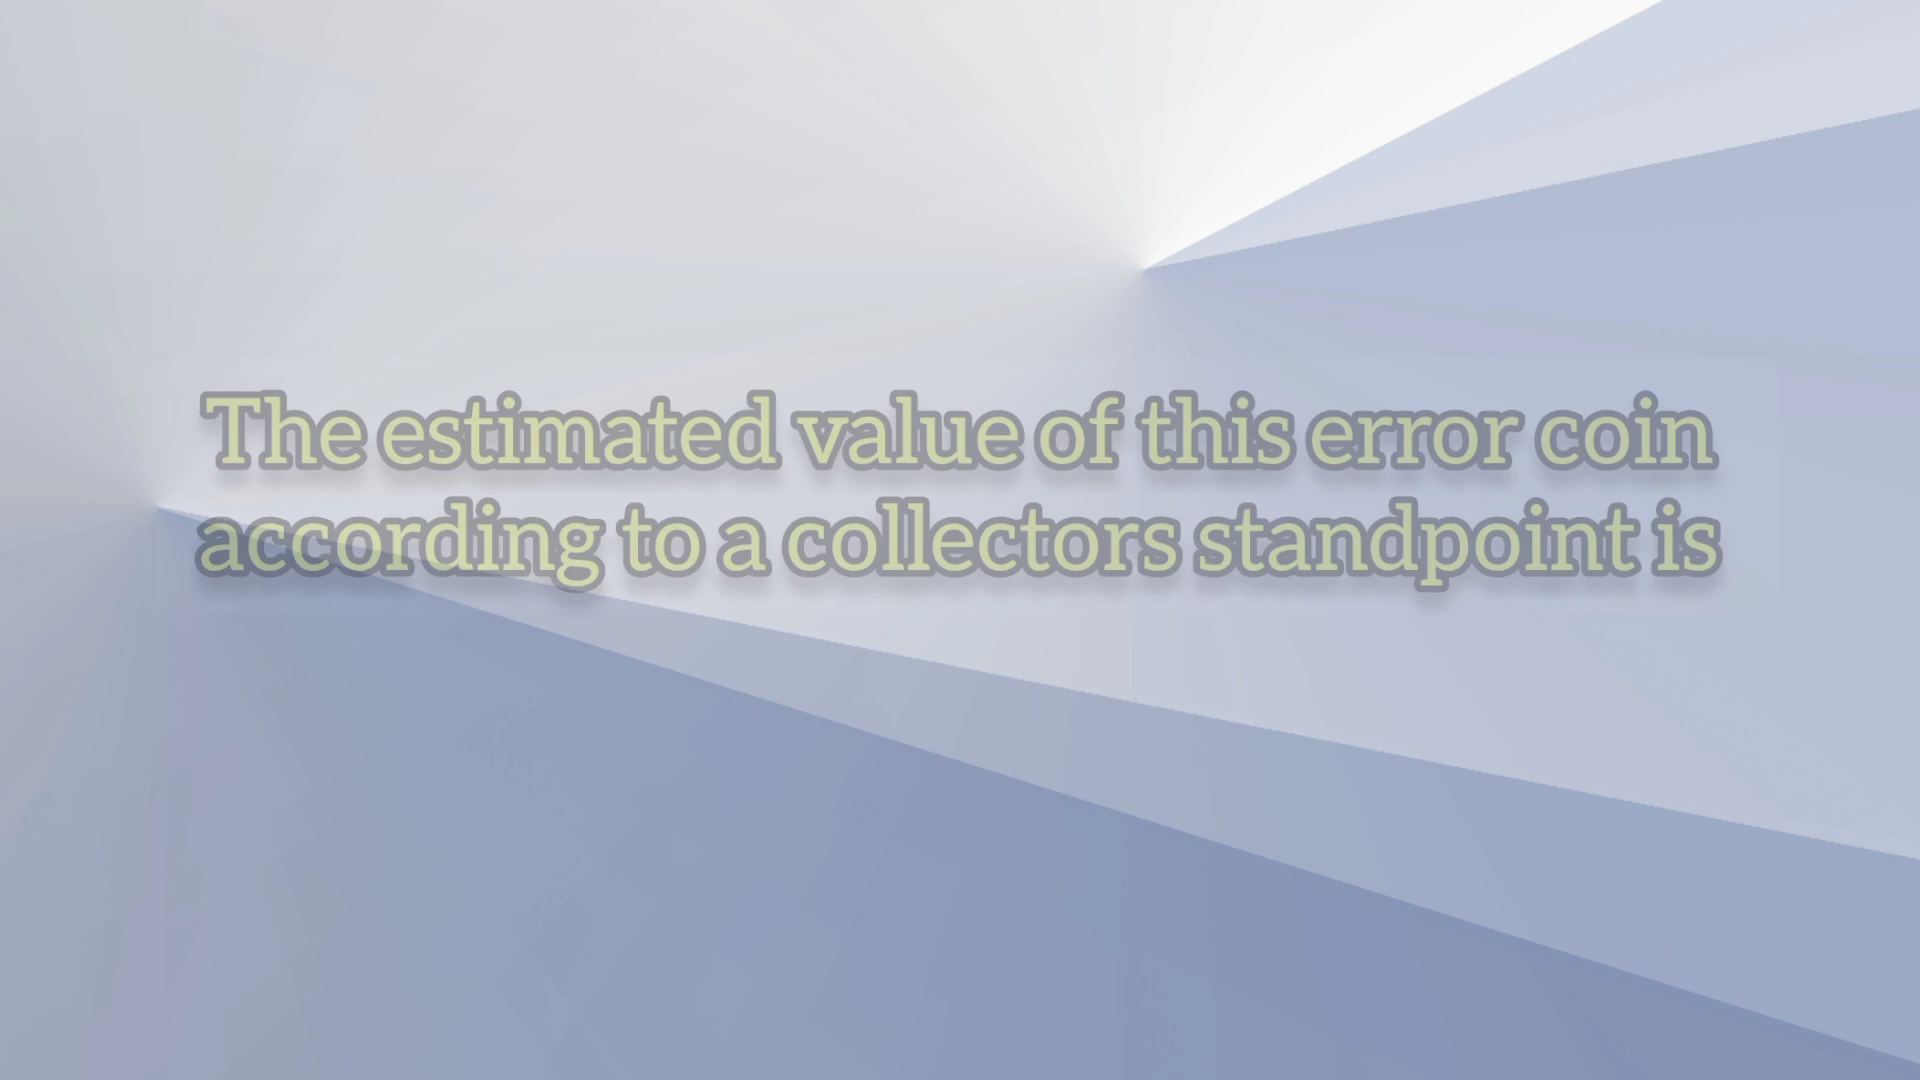 The estimated value of this error coin
according to a collectors standpoint is